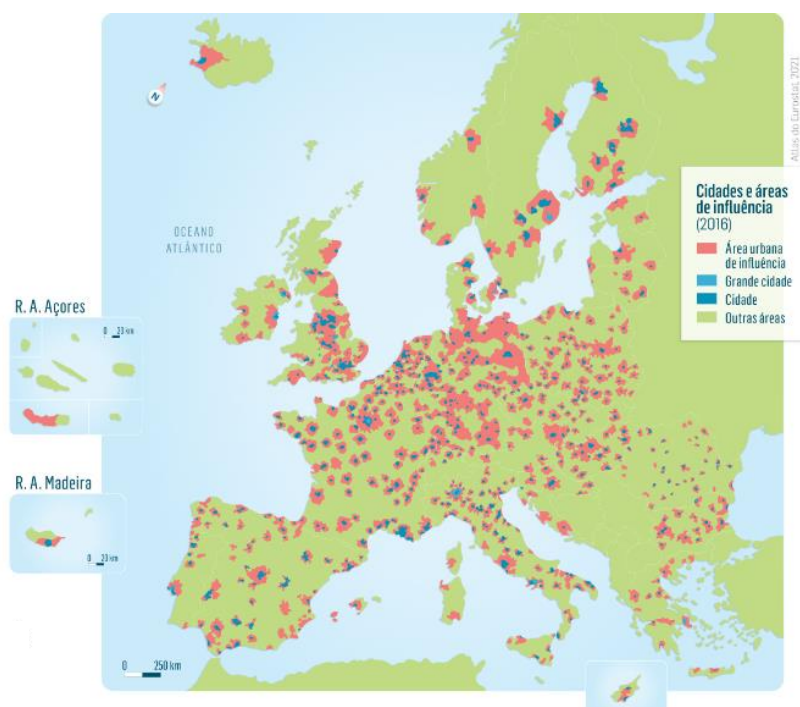 Atlas do Eurostat, 2021
N
OCEANO
ATLÂNTICO
Cidades e áreas
de influência
(2016)
Área urbana
de influência
Grande cidade
Cidade
Outras áreas
R. A. Açores
0 20 km
R. A. Madeira
0 20 km
0 250 km